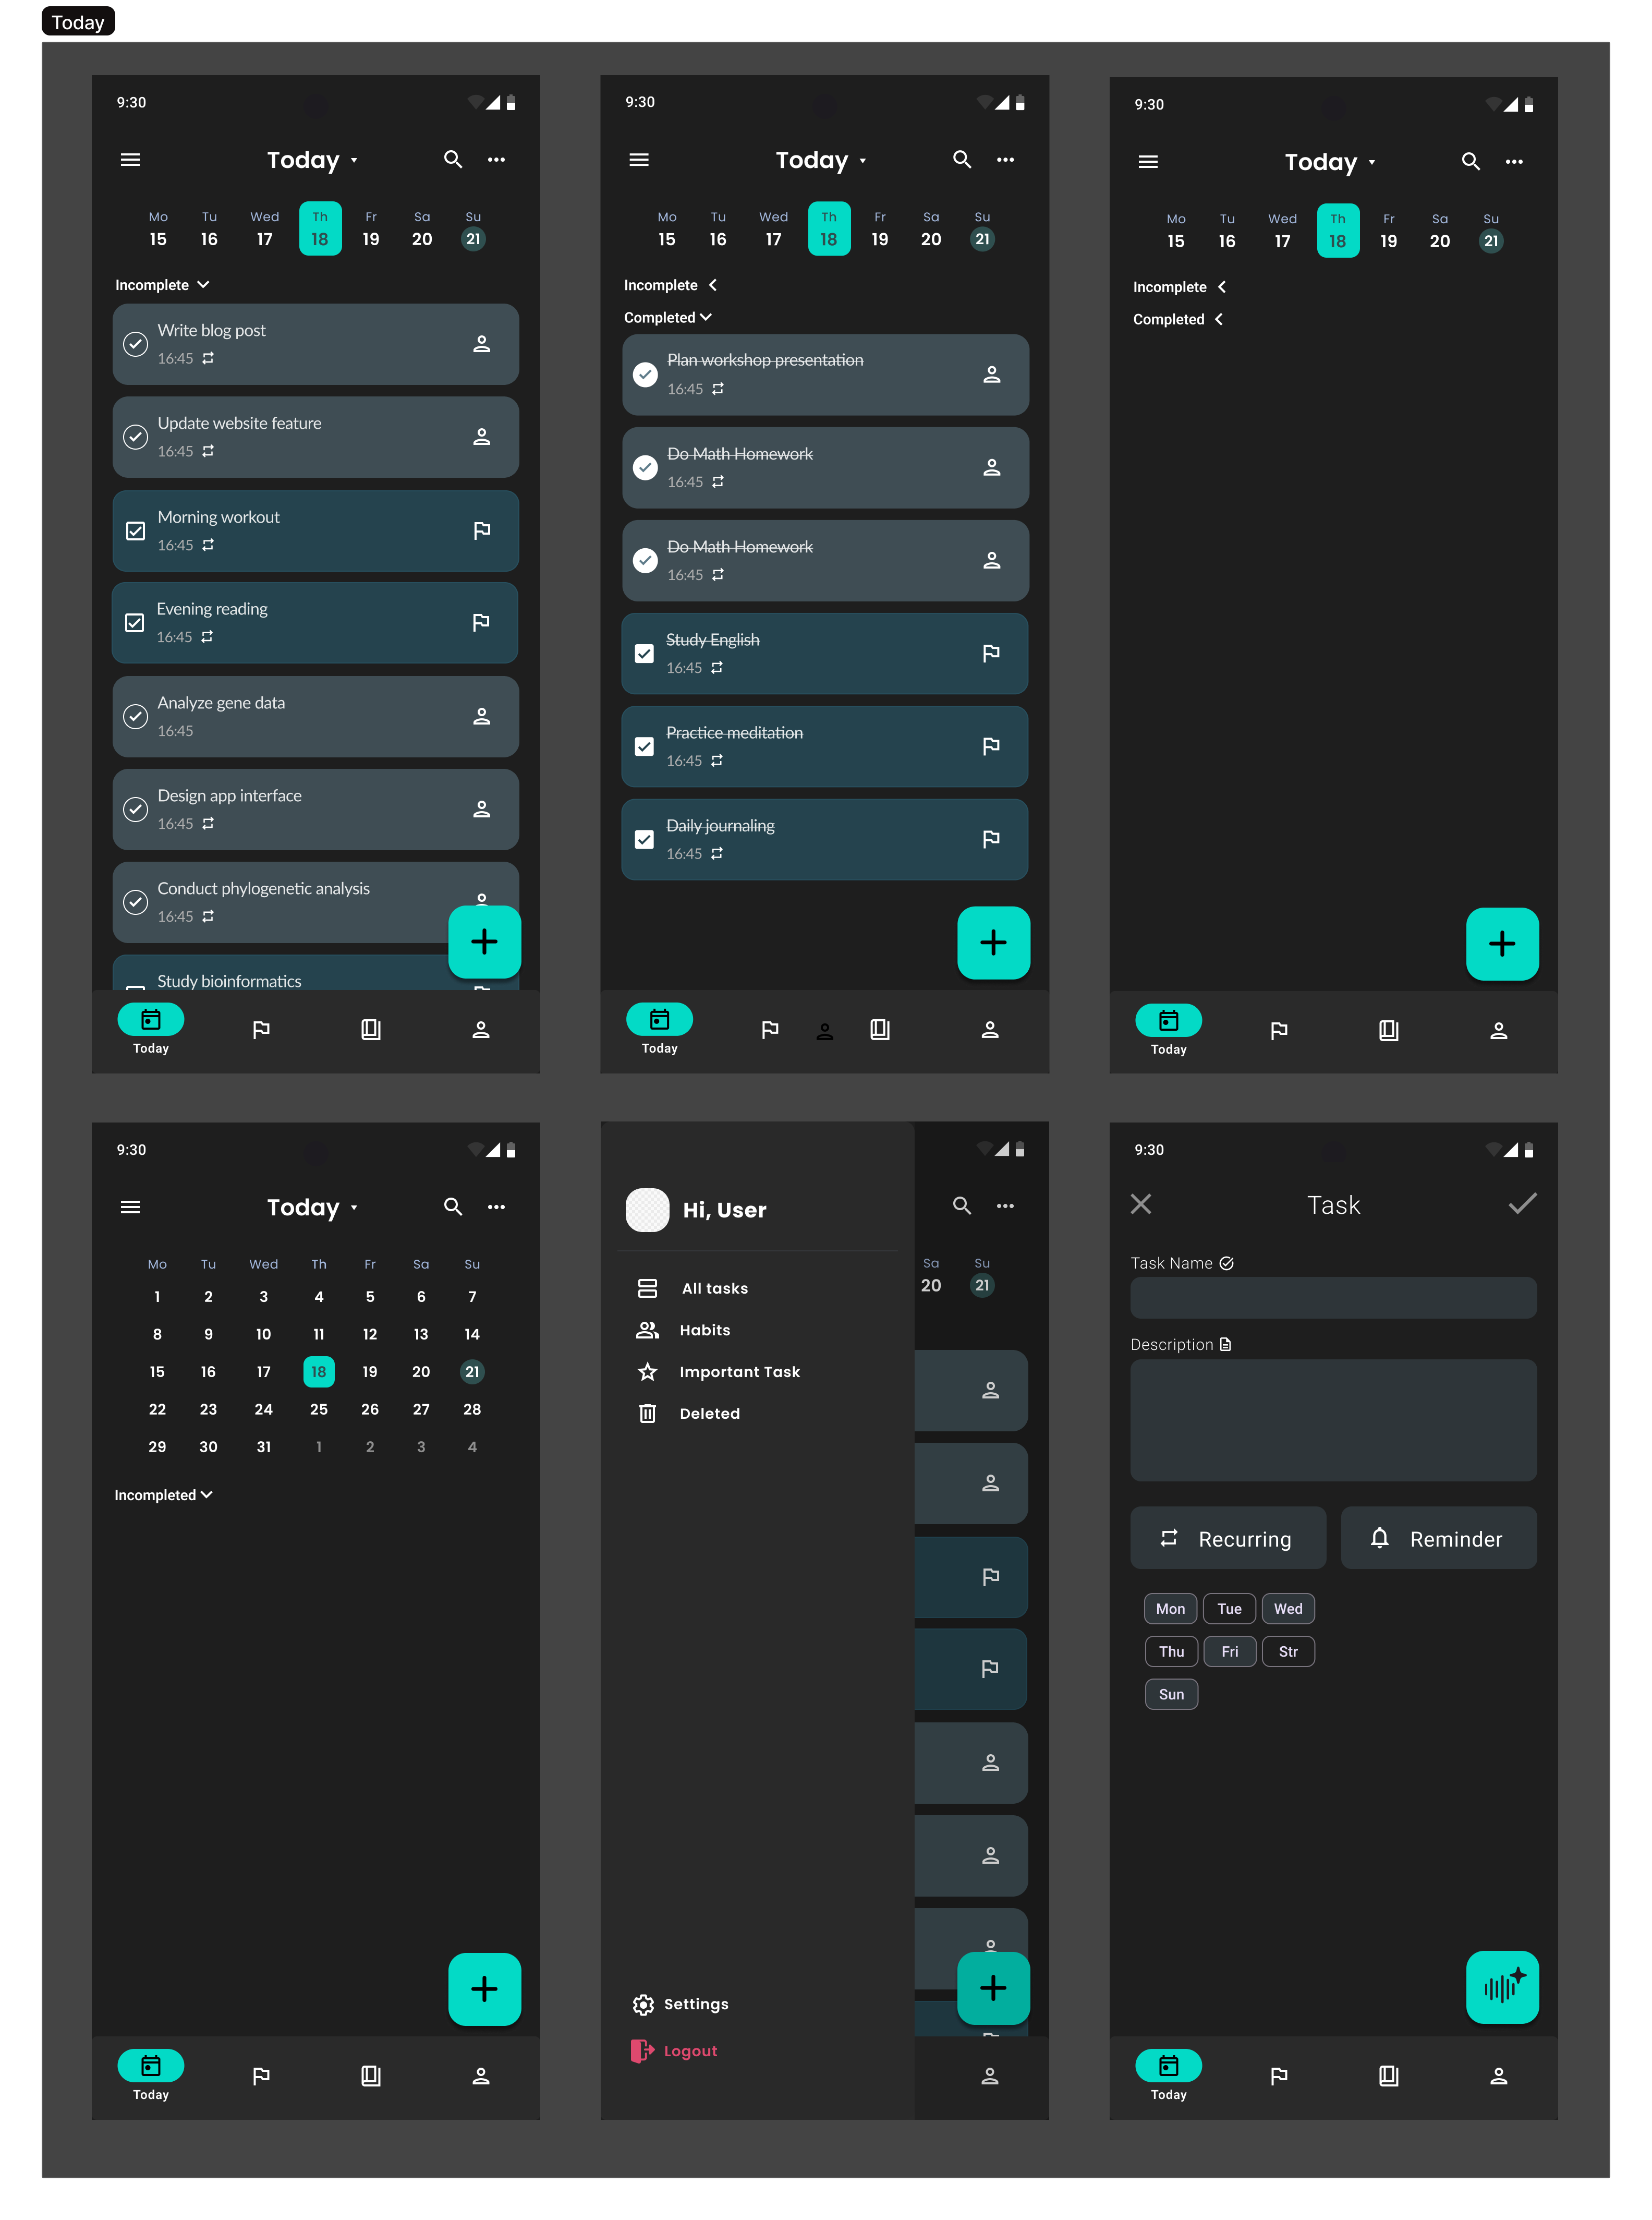 Today
9:30
Today
Mo Tu Wed Th Fr Sa Su
15 16 17 18 19 20 21
Incomplete
Write blog post
16:45
Update website feature
16:45
Morning workout
16:45
Evening reading
16:45
Analyze gene data
16:45
Design app interface
16:45
Conduct phylogenetic analysis
16:45
Study bioinformatics
Today
9:30
Today
Mo Tu Wed Th Fr Sa Su
15 16 17 18 19 20 21
Incomplete
Completed
Plan workshop presentation
16:45
Do Math Homework
16:45
Do Math Homework
16:45
Study English
16:45
Practice meditation
16:45
Daily journaling
16:45
Today
9:30
Today
Mo Tu Wed Th Fr Sa Su
15 16 17 18 19 20 21
Incomplete
Completed
Today
9:30
Today
Mo Tu Wed Th Fr Sa Su
1 2 3 4 5 6 7
8 9 10 11 12 13 14
15 16 17 18 19 20 21
22 23 24 25 26 27 28
29 30 31 1 2 3 4
Incompleted
Today
Hi, User
All tasks
Habits
Important Task
Deleted
Settings
Logout
Sa Su
20 21
9:30
Task
Task Name
Description
Recurring Reminder
Mon Tue Wed
Thu Fri Str
Sun
Today